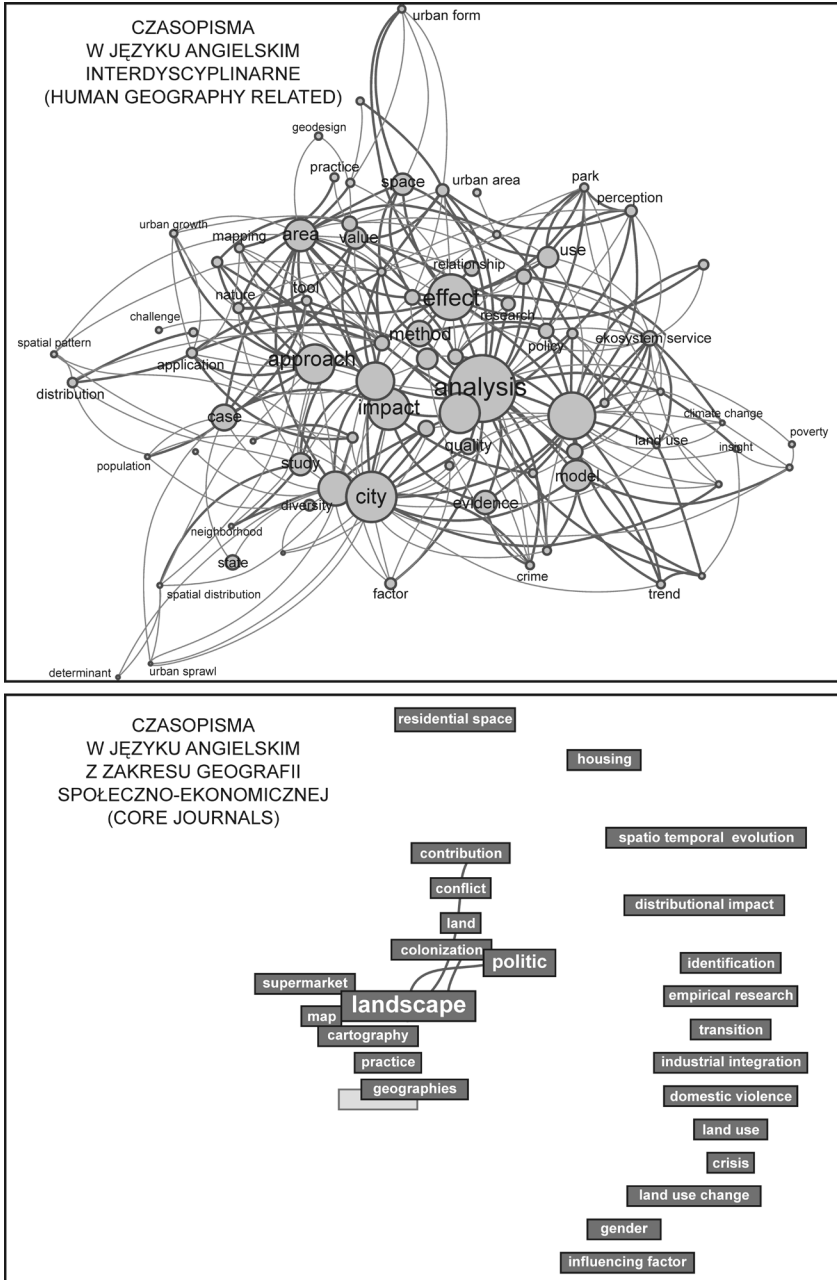 CZASOPISMA
W JĘZYKU ANGIELSKIM
INTERDYSCYPLINARNE
(HUMAN GEOGRAPHY RELATED)
urban form
geodesign
practice
space
urban area
park
perception
urban growth
mapping
area
value
use
relationship
nature
tool
effect
research
challenge
method
policy
ekosystem service
spatial pattern
application
approach
analysis
distribution
case
impact
climate change
poverty
quality
land use
insight
population
study
model
diversity
city
evidence
neighborhood
state
crime
spatial distribution
factor
trend
determinant
urban sprawl
CZASOPISMA
W JĘZYKU ANGIELSKIM
Z ZAKRESU GEOGRAFII
SPOŁECZNO-EKONOMICZNEJ
(CORE JOURNALS)
residential space
housing
spatio temporal evolution
contribution
conflict
distributional impact
land
colonization
politic
identification
supermarket
landscape
empirical research
map
cartography
transition
practice
industrial integration
geographies
domestic violence
land use
crisis
land use change
gender
influencing factor